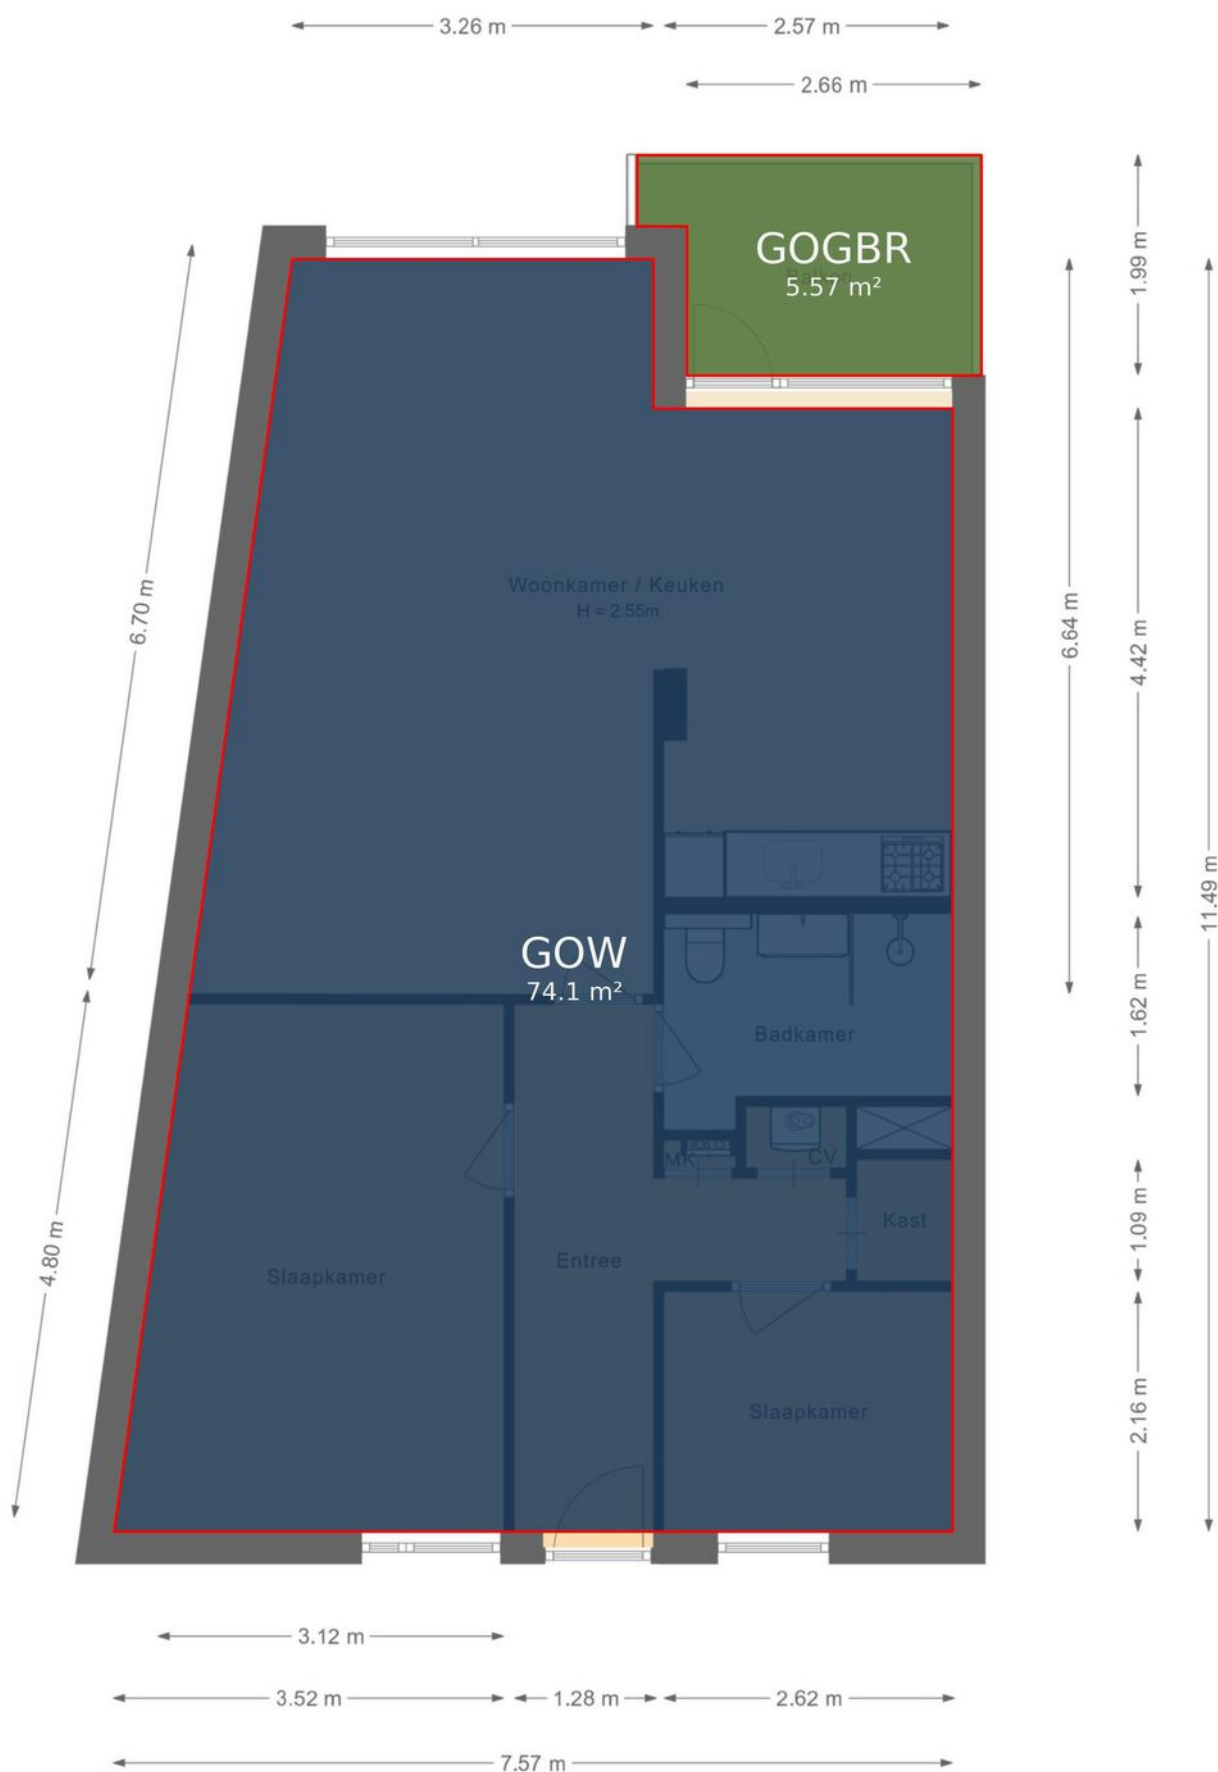 3.26 m
2.57 m
2.66 m
GOGBR
Balkon
5.57 m²
1.99 m
Woonkamer / Keuken
H = 2.55m
6.70 m
6.64 m
4.42 m
11.49 m
GOW
74.1 m²
Badkamer
1.62 m
MK
CV
Kast
1.09 m
Entree
Slaapkamer
4.80 m
Slaapkamer
2.16 m
3.12 m
3.52 m
1.28 m
2.62 m
7.57 m